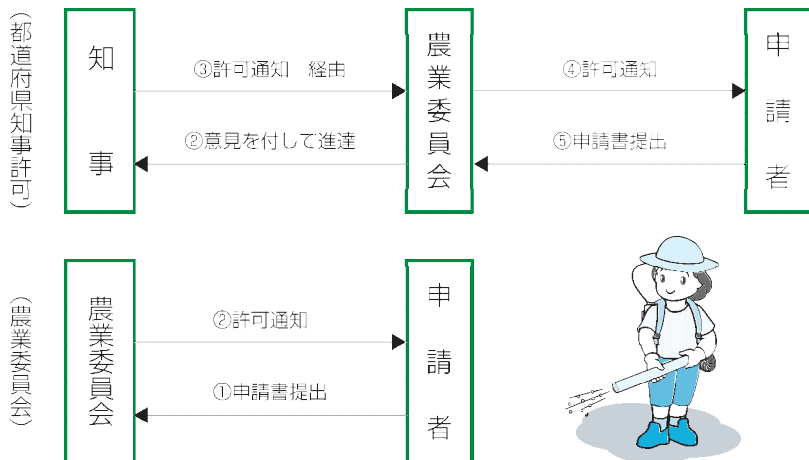 (都道府県知事許可)
知事
③許可通知 経由
②意見を付して進達
農業委員会
④許可通知
⑤申請書提出
申請者
(農業委員会)
農業委員会
②許可通知
①申請書提出
申請者